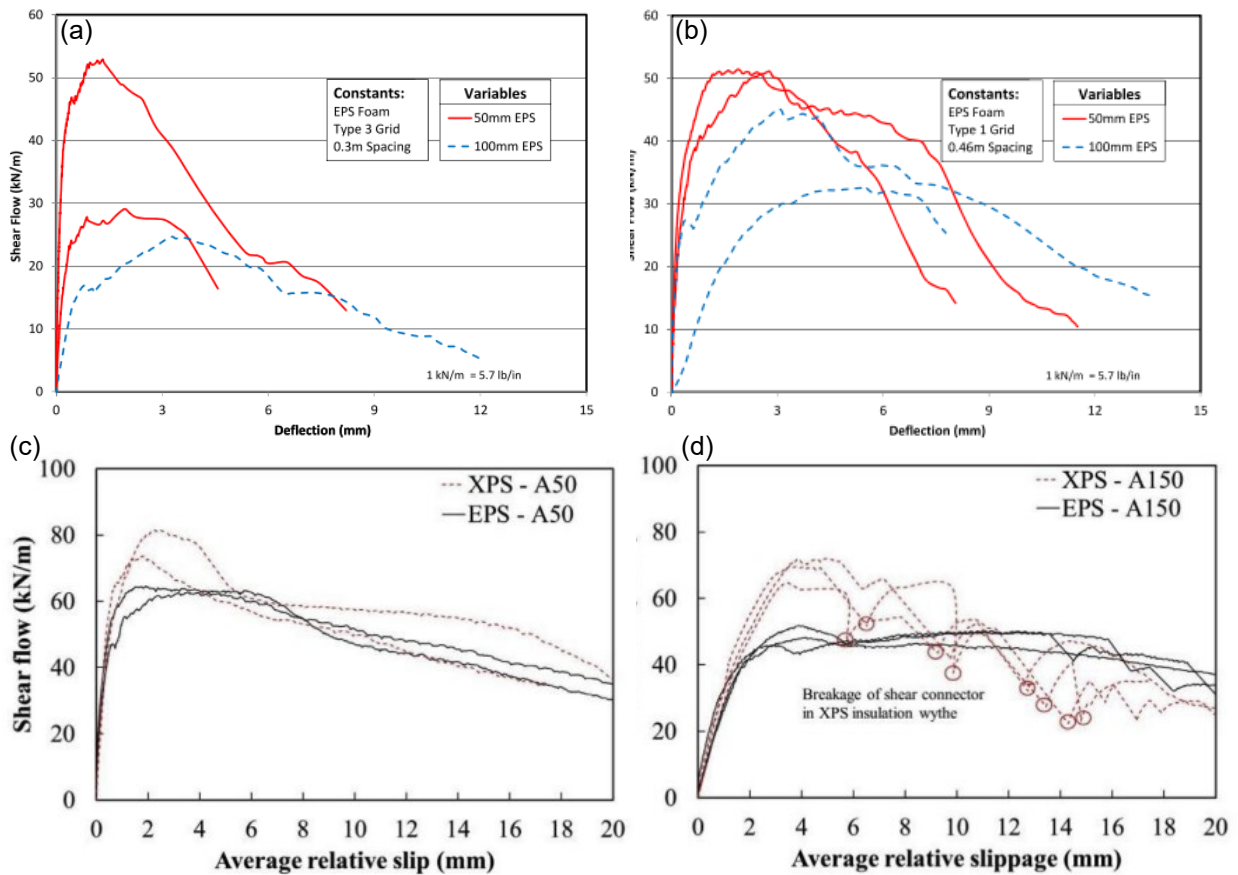 (a)
60
50
40
30
20
10
0
Shear Flow (kN/m)
Constants:
EPS Foam
Type 3 Grid
0.3m Spacing
Variables
50mm EPS
100mm EPS
1 kN/m = 5.7 lb/in
0 3 6 9 12 15
Deflection (mm)
(b)
60
50
40
30
20
10
0
Shear Flow (kN/m)
Constants:
EPS Foam
Type 1 Grid
0.46m Spacing
Variables
50mm EPS
100mm EPS
1 kN/m = 5.7 lb/in
0 3 6 9 12 15
Deflection (mm)
(c)
100
80
60
40
20
0
Shear flow (kN/m)
XPS - A50
EPS - A50
0 2 4 6 8 10 12 14 16 18 20
Average relative slip (mm)
(d)
100
80
60
40
20
0
XPS - A150
EPS - A150
Breakage of shear connector
in XPS insulation wythe
0 2 4 6 8 10 12 14 16 18 20
Average relative slippage (mm)